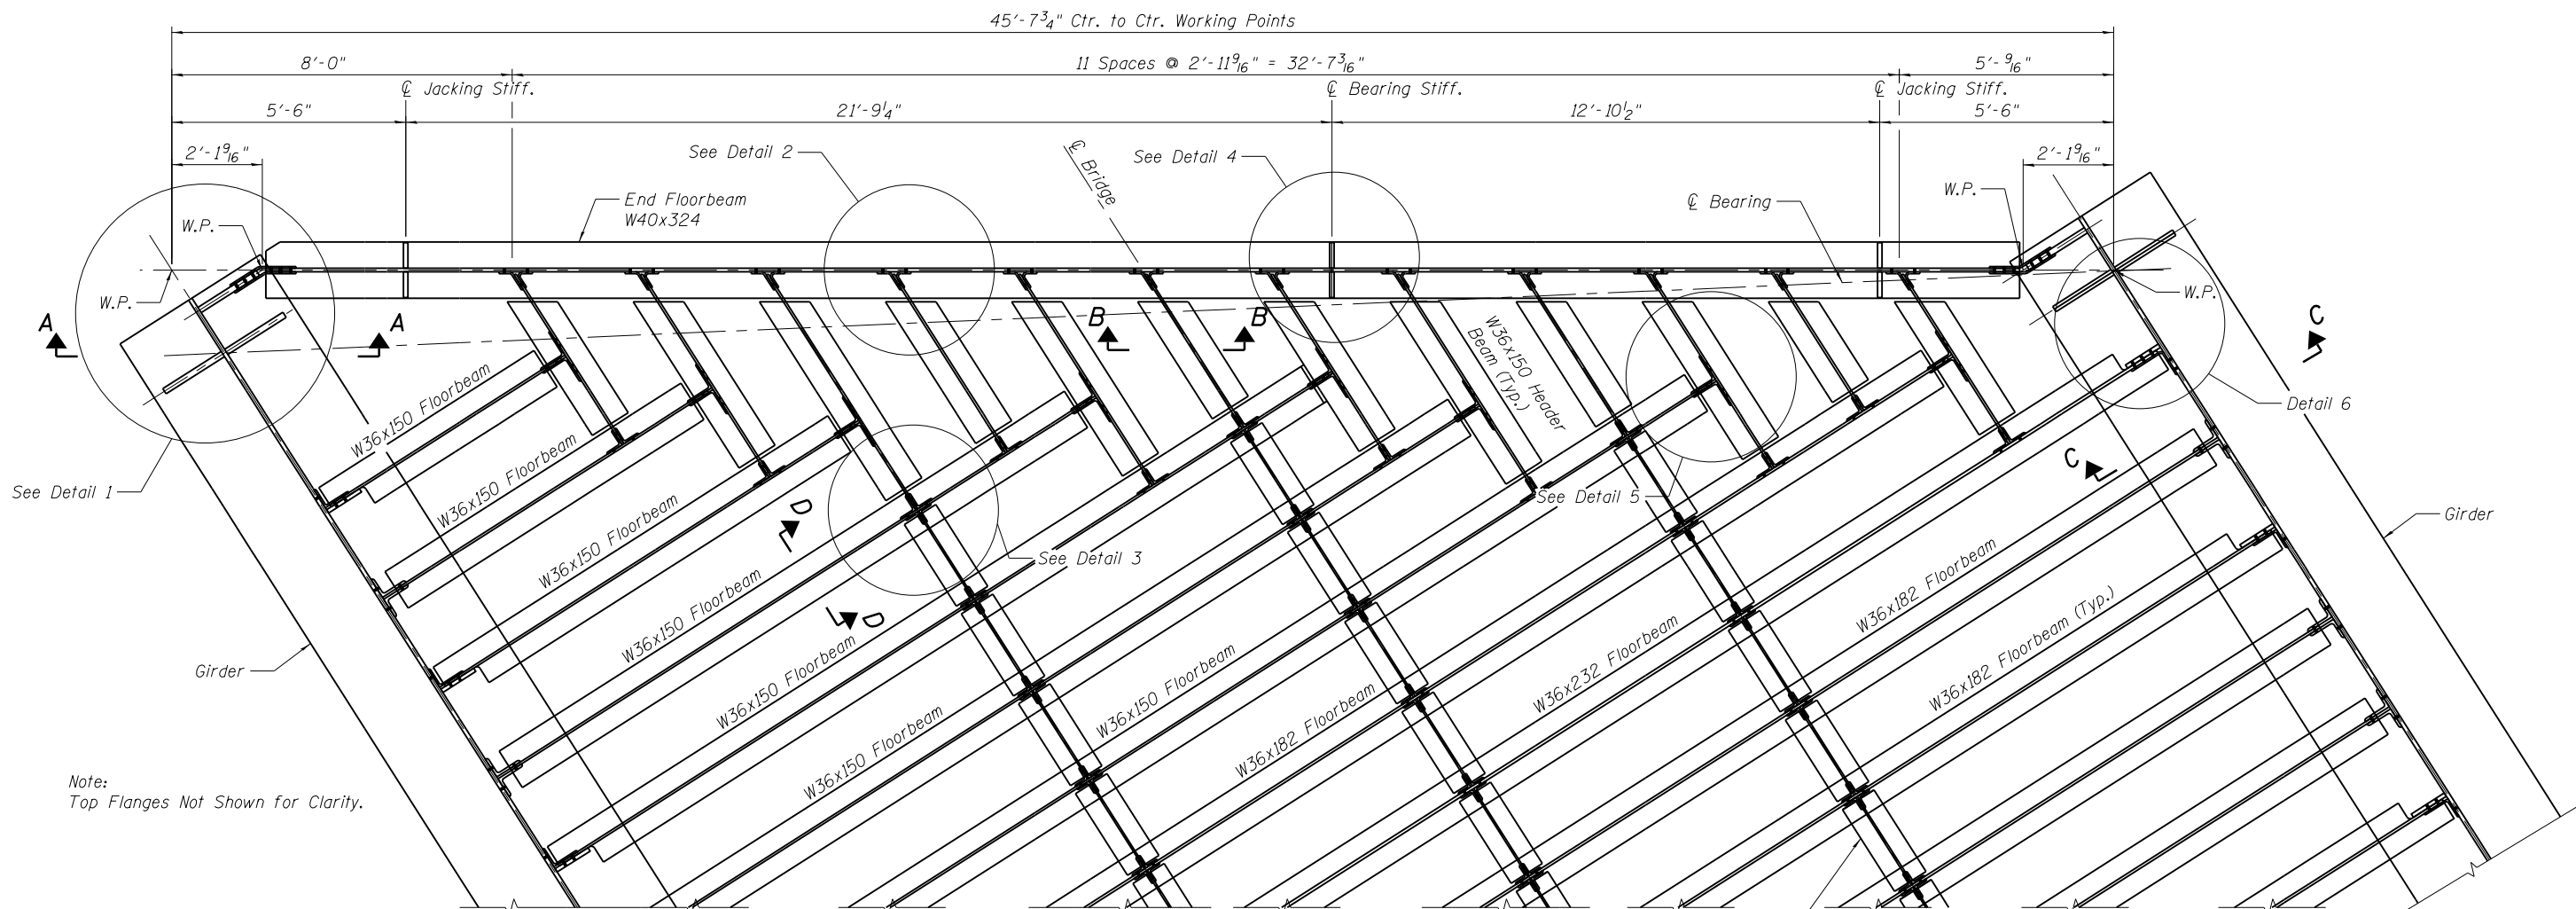 45'-7¾" Ctr. to Ctr. Working Points
8'-0"
11 Spaces @ 2'-11⁹⁄₁₆" = 32'-7³⁄₁₆"
5'-⁹⁄₁₆"
℄ Jacking Stiff.
℄ Bearing Stiff.
℄ Jacking Stiff.
5'-6"
21'-9¼"
12'-10½"
5'-6"
2'-1⁹⁄₁₆"
See Detail 2
℄ Bridge
See Detail 4
2'-1⁹⁄₁₆"
End Floorbeam
W40x324
W.P.
℄ Bearing
W.P.
W.P.
W.P.
A
A
B
B
C
W36x150 Header
Beam (Typ.)
W36x150 Floorbeam
Detail 6
W36x150 Floorbeam
C
See Detail 1
See Detail 5
W36x150 Floorbeam
D
Girder
See Detail 3
W36x150 Floorbeam
D
W36x182 Floorbeam
Girder
W36x150 Floorbeam
W36x150 Floorbeam
W36x232 Floorbeam
W36x182 Floorbeam (Typ.)
W36x150 Floorbeam
W36x182 Floorbeam
Note:
Top Flanges Not Shown for Clarity.